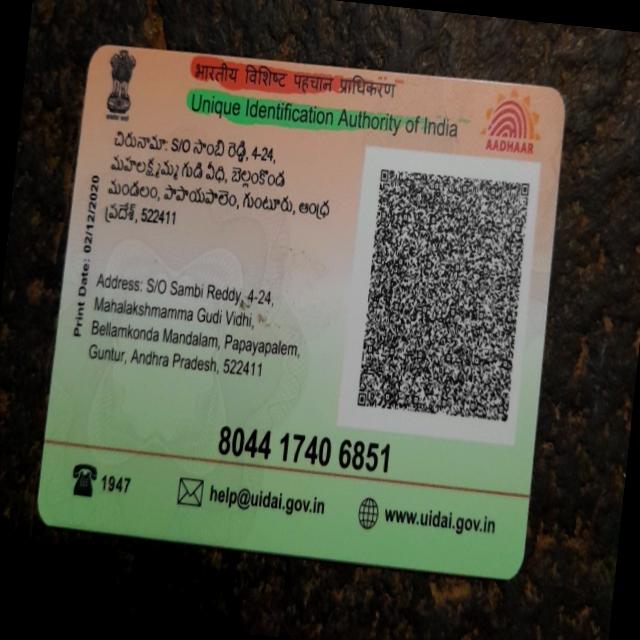 भारतीय विशिष्ट पहचान प्राधिकरण
Unique Identification Authority of India
AADHAAR
చిరునామా: S/O సాంబి రెడ్డి, 4-24,
మహలక్ష్మమ్మ గుడి వీధి, బెల్లంకొండ
మండలం, పాపాయపాలెం, గుంటూరు, ఆంధ్ర
ప్రదేశ్, 522411
Print Date: 02/12/2020
Address: S/O Sambi Reddy, 4-24,
Mahalakshmamma Gudi Vidhi,
Bellamkonda Mandalam, Papayapalem,
Guntur, Andhra Pradesh, 522411
8044 1740 6851
1947
help@uidai.gov.in
www.uidai.gov.in